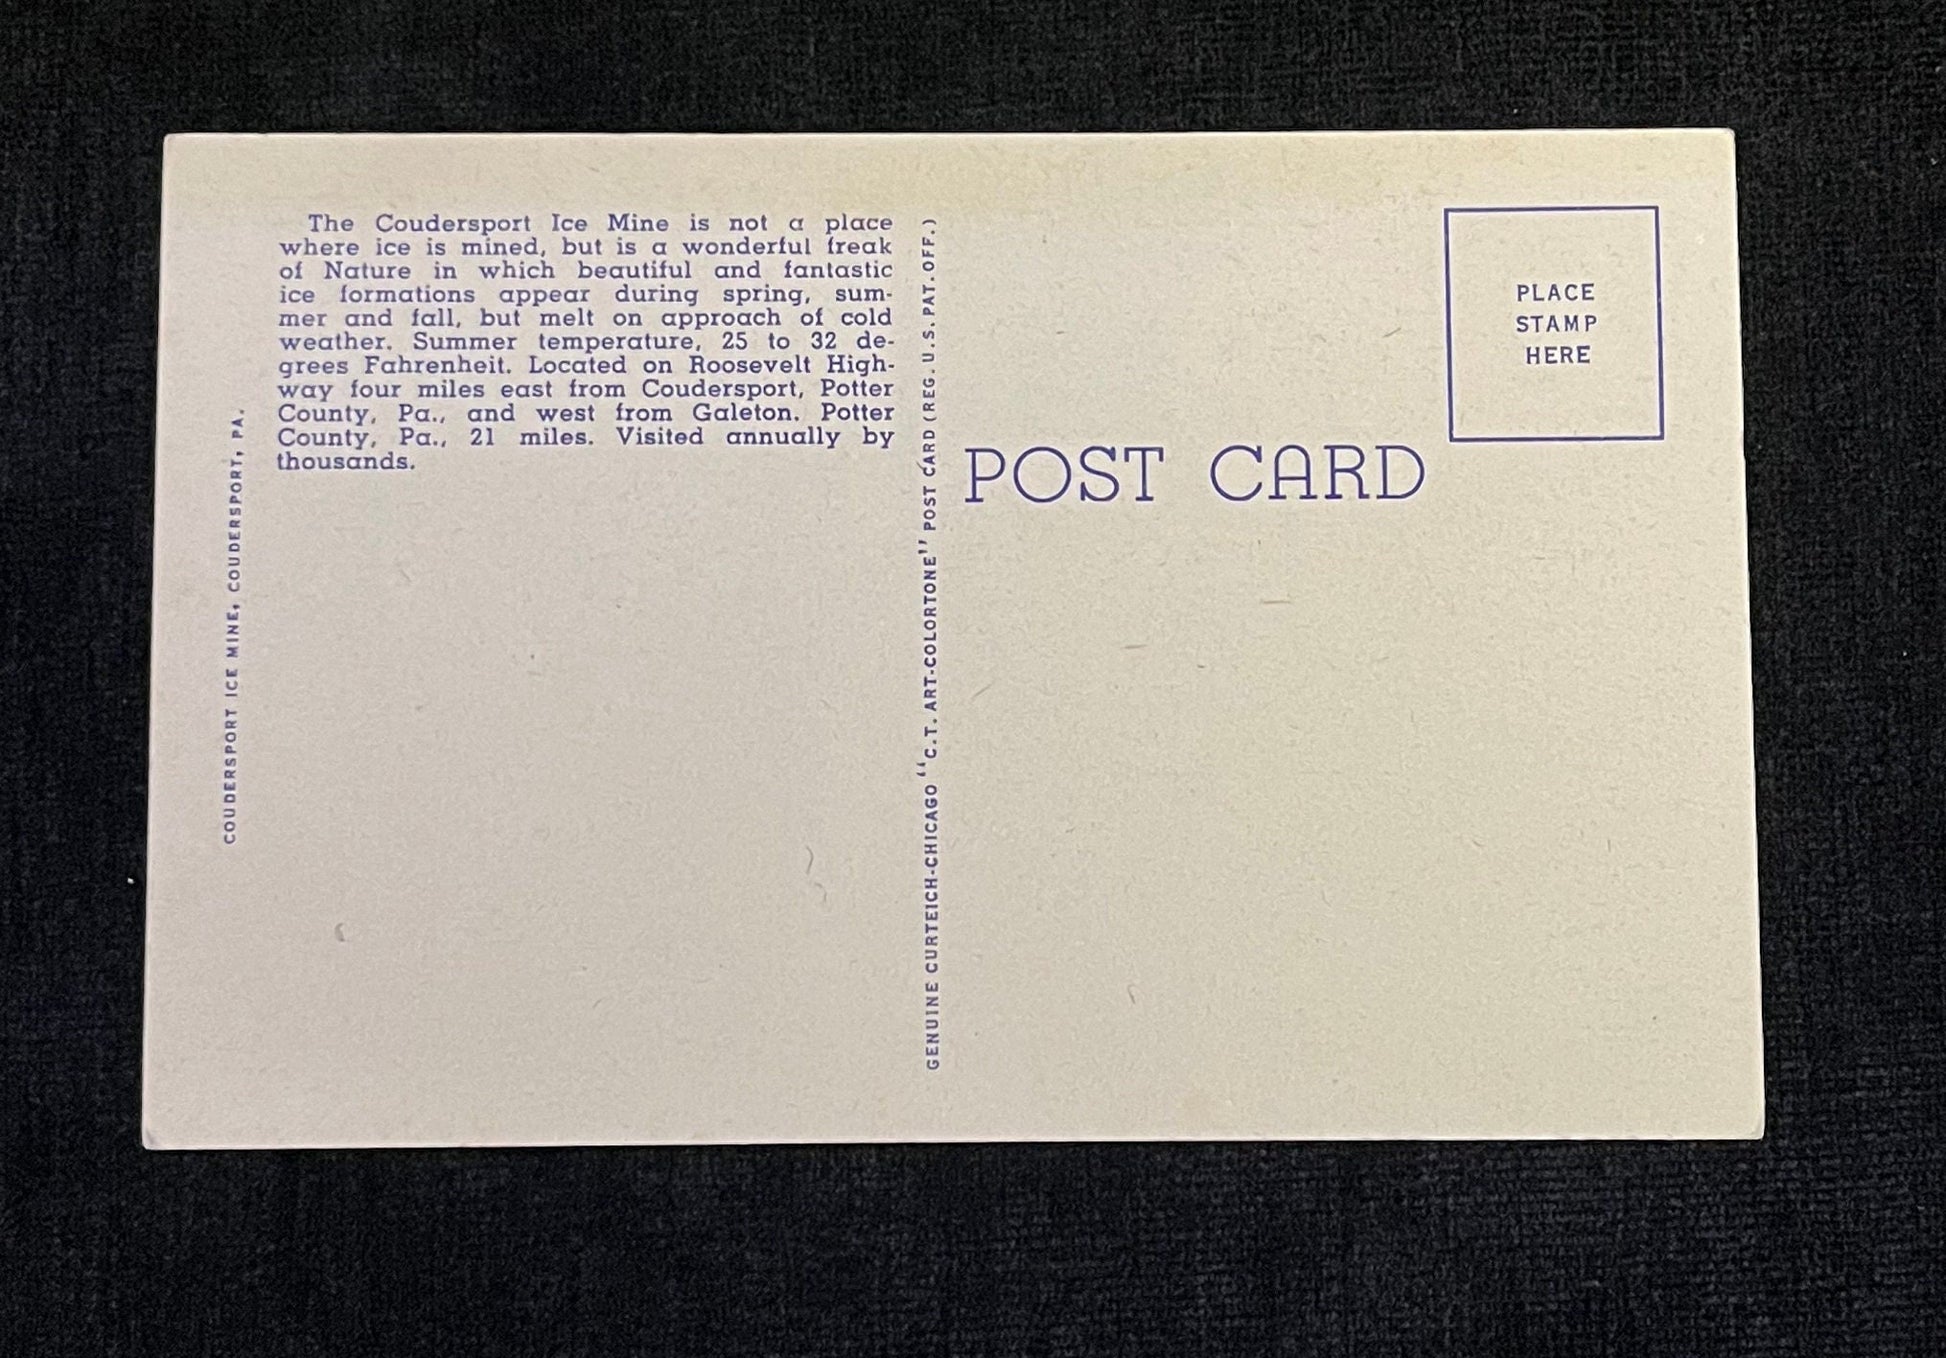 The Coudersport Ice Mine is not a place
where ice is mined, but is a wonderful freak
of Nature in which beautiful and fantastic
ice formations appear during spring, sum-
mer and fall, but melt on approach of cold
weather. Summer temperature, 25 to 32 de-
grees Fahrenheit. Located on Roosevelt High-
way four miles east from Coudersport, Potter
County, Pa., and west from Galeton. Potter
County, Pa., 21 miles. Visited annually by
thousands.
COUDERSPORT ICE MINE, COUDERSPORT, PA.
GENUINE CURTEICH-CHICAGO "C.T. ART-COLORTONE" POST CARD (REG. U.S. PAT. OFF.)
POST CARD
PLACE
STAMP
HERE